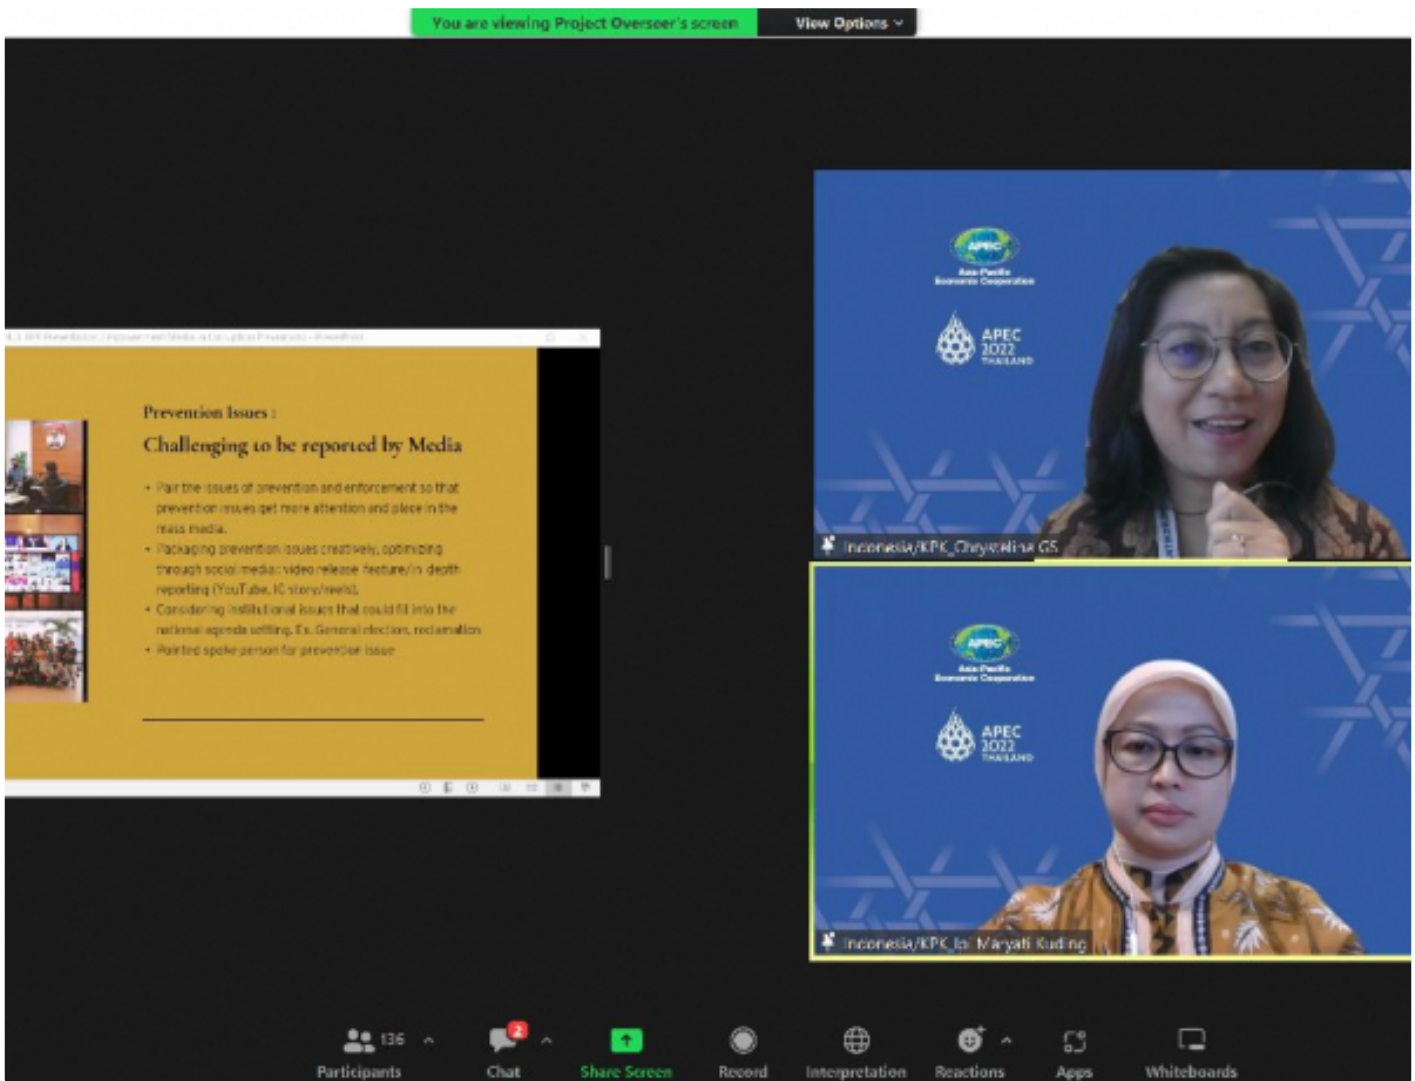 You are viewing Project Overseer's screen
View Options
Prevention Issues :
Challenging to be reported by Media
• Pair the issues of prevention and enforcement so that
prevention issues get more attention and place in the
mass media.
• Packaging prevention issues creatively, optimizing
through social media: video release feature/in depth
reporting (YouTube, IG story/reels).
• Considering institutional issues that could fill into the
national agenda setting. Ex. General election, reclamation
• Pointed spoke person for prevention issue
APEC
Asia-Pacific
Economic Cooperation
APEC
2022
THAILAND
Indonesia/KPK_Chrystelina GS
APEC
Asia-Pacific
Economic Cooperation
APEC
2022
THAILAND
Indonesia/KPK_Ipi Maryati Kuding
136
2
Participants
Chat
Share Screen
Record
Interpretation
Reactions
Apps
Whiteboards